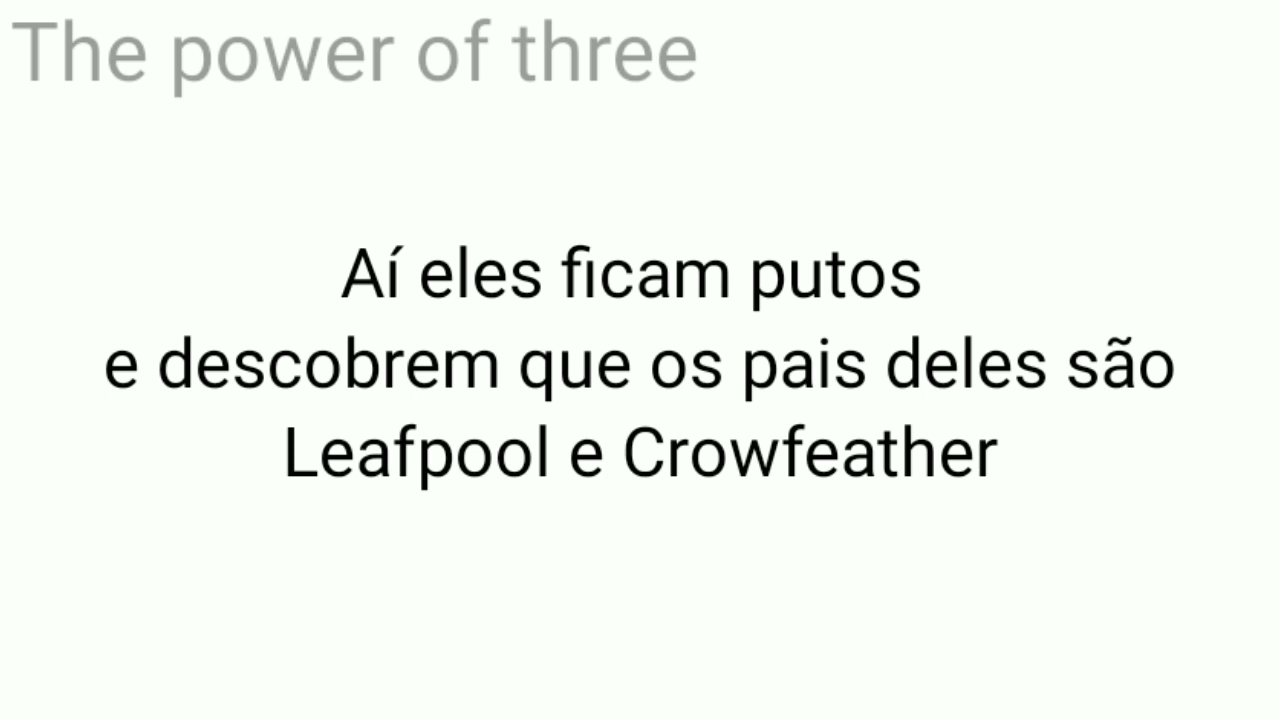 The power of three
Aí eles ficam putos
e descobrem que os pais deles são
Leafpool e Crowfeather